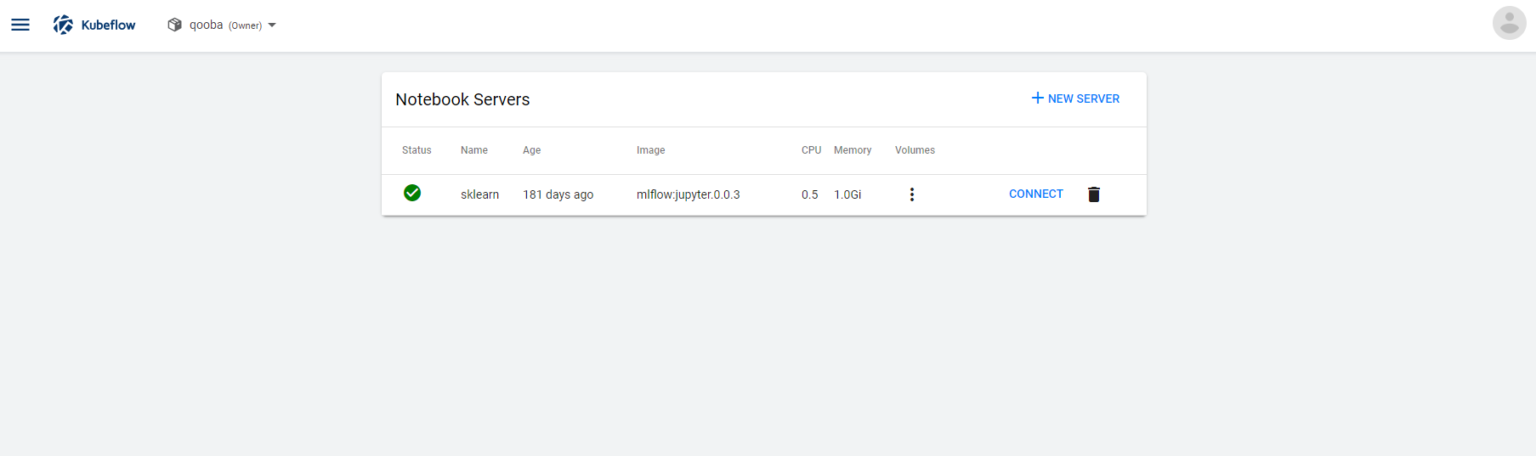 Kubeflow qooba (Owner)
Notebook Servers + NEW SERVER
Status Name Age Image CPU Memory Volumes
sklearn 181 days ago mlflow:jupyter.0.0.3 0.5 1.0Gi CONNECT